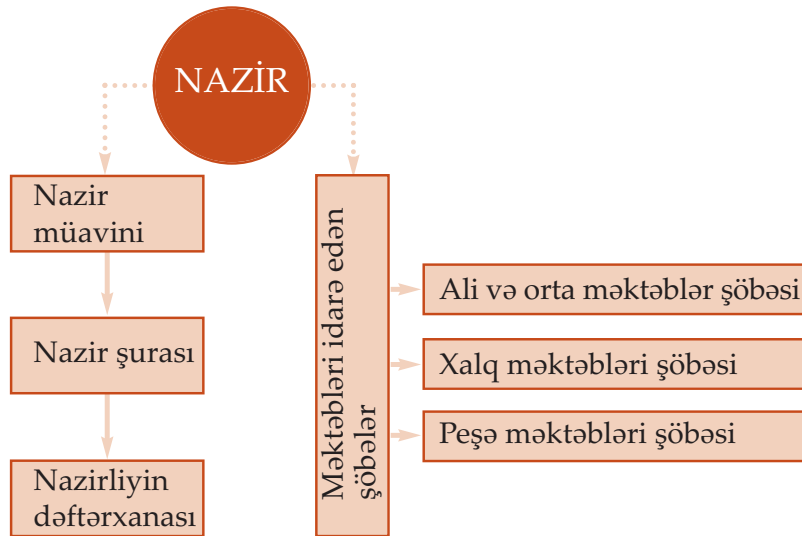 NAZİR
Nazir
müavini
Nazir şurası
Nazirliyin
dəftərxanası
Məktəbləri idarə edən
şöbələr
Ali və orta məktəblər şöbəsi
Xalq məktəbləri şöbəsi
Peşə məktəbləri şöbəsi